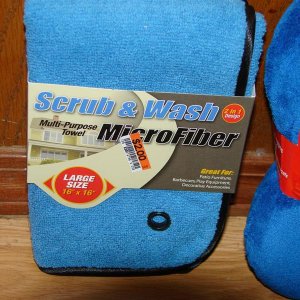 Scrub & Wash
2 in 1
Design
Multi-Purpose
Towel
MicroFiber
$2.00
LARGE
SIZE
16" x 16"
Great For:
Patio Furniture,
Barbecues, Play Equipment,
Decorative Accessories